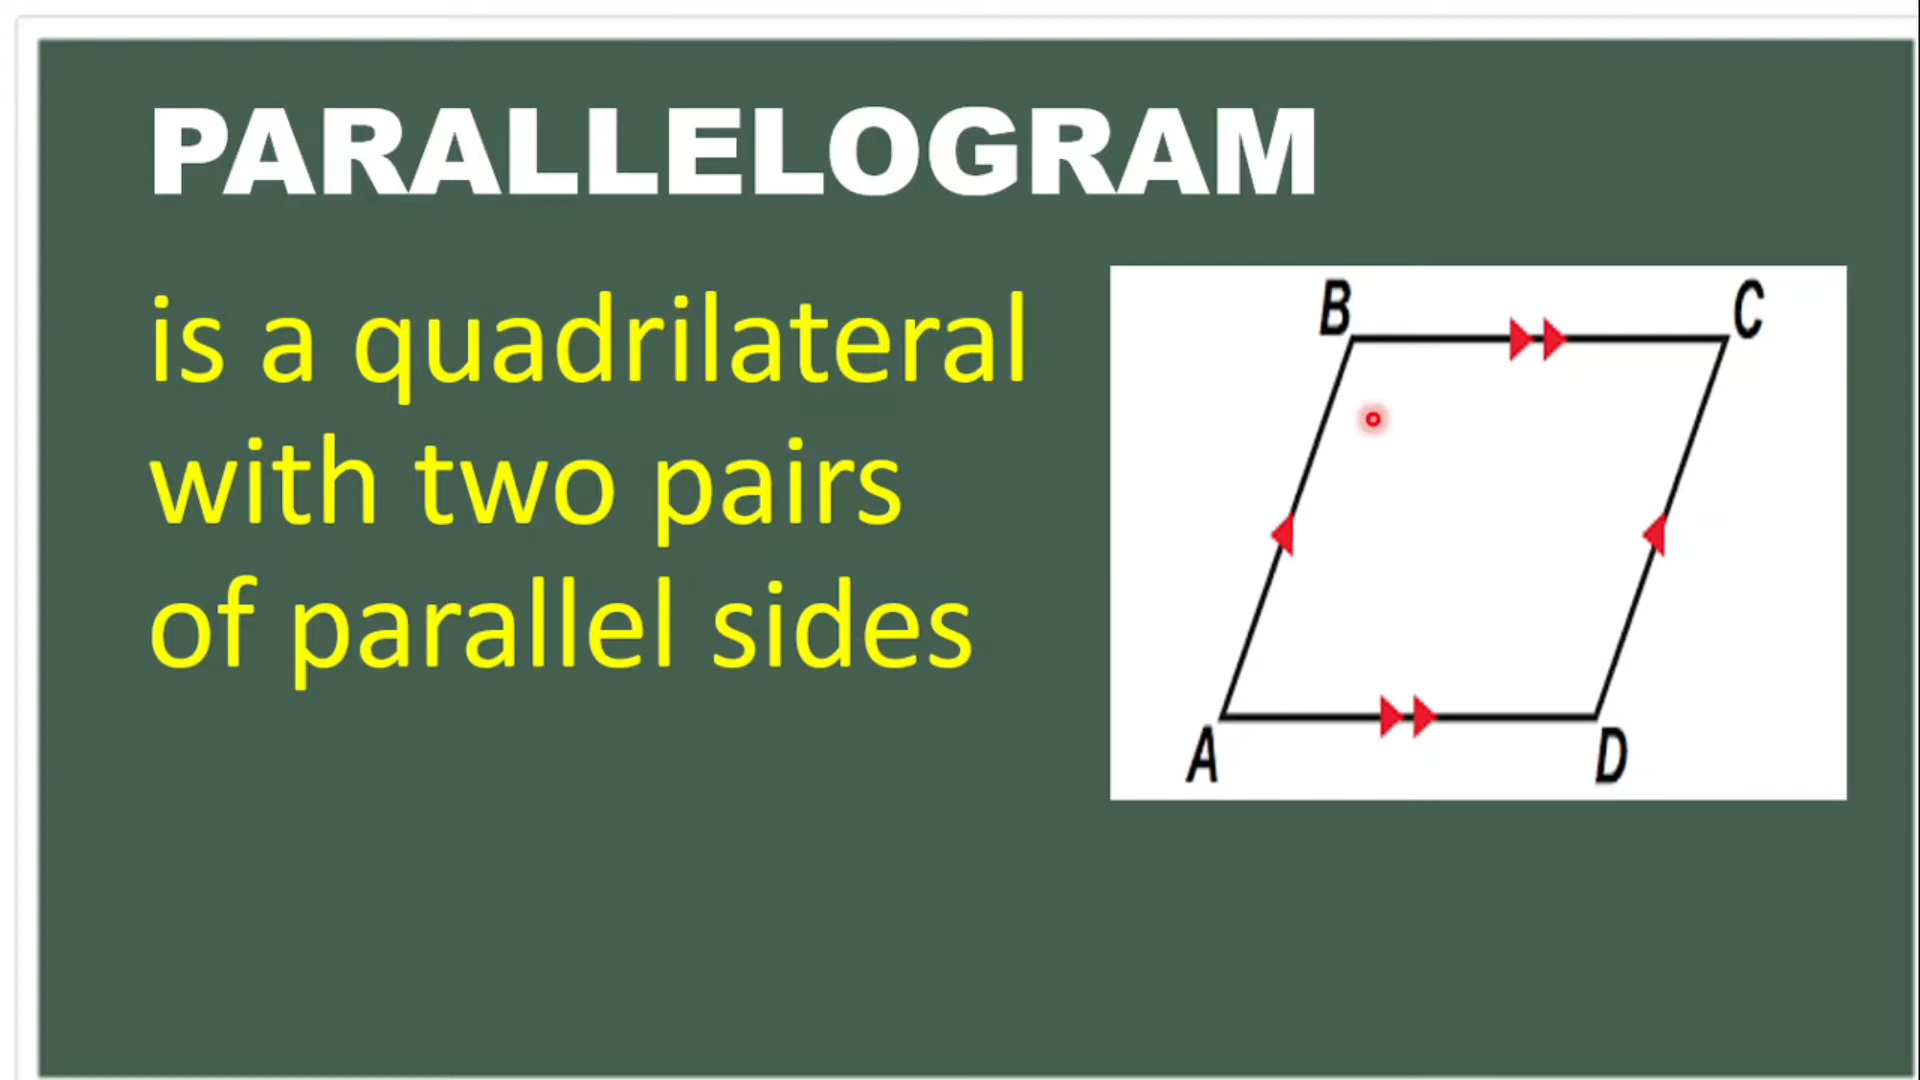 PARALLELOGRAM
is a quadrilateral
with two pairs
of parallel sides
B
C
A
D